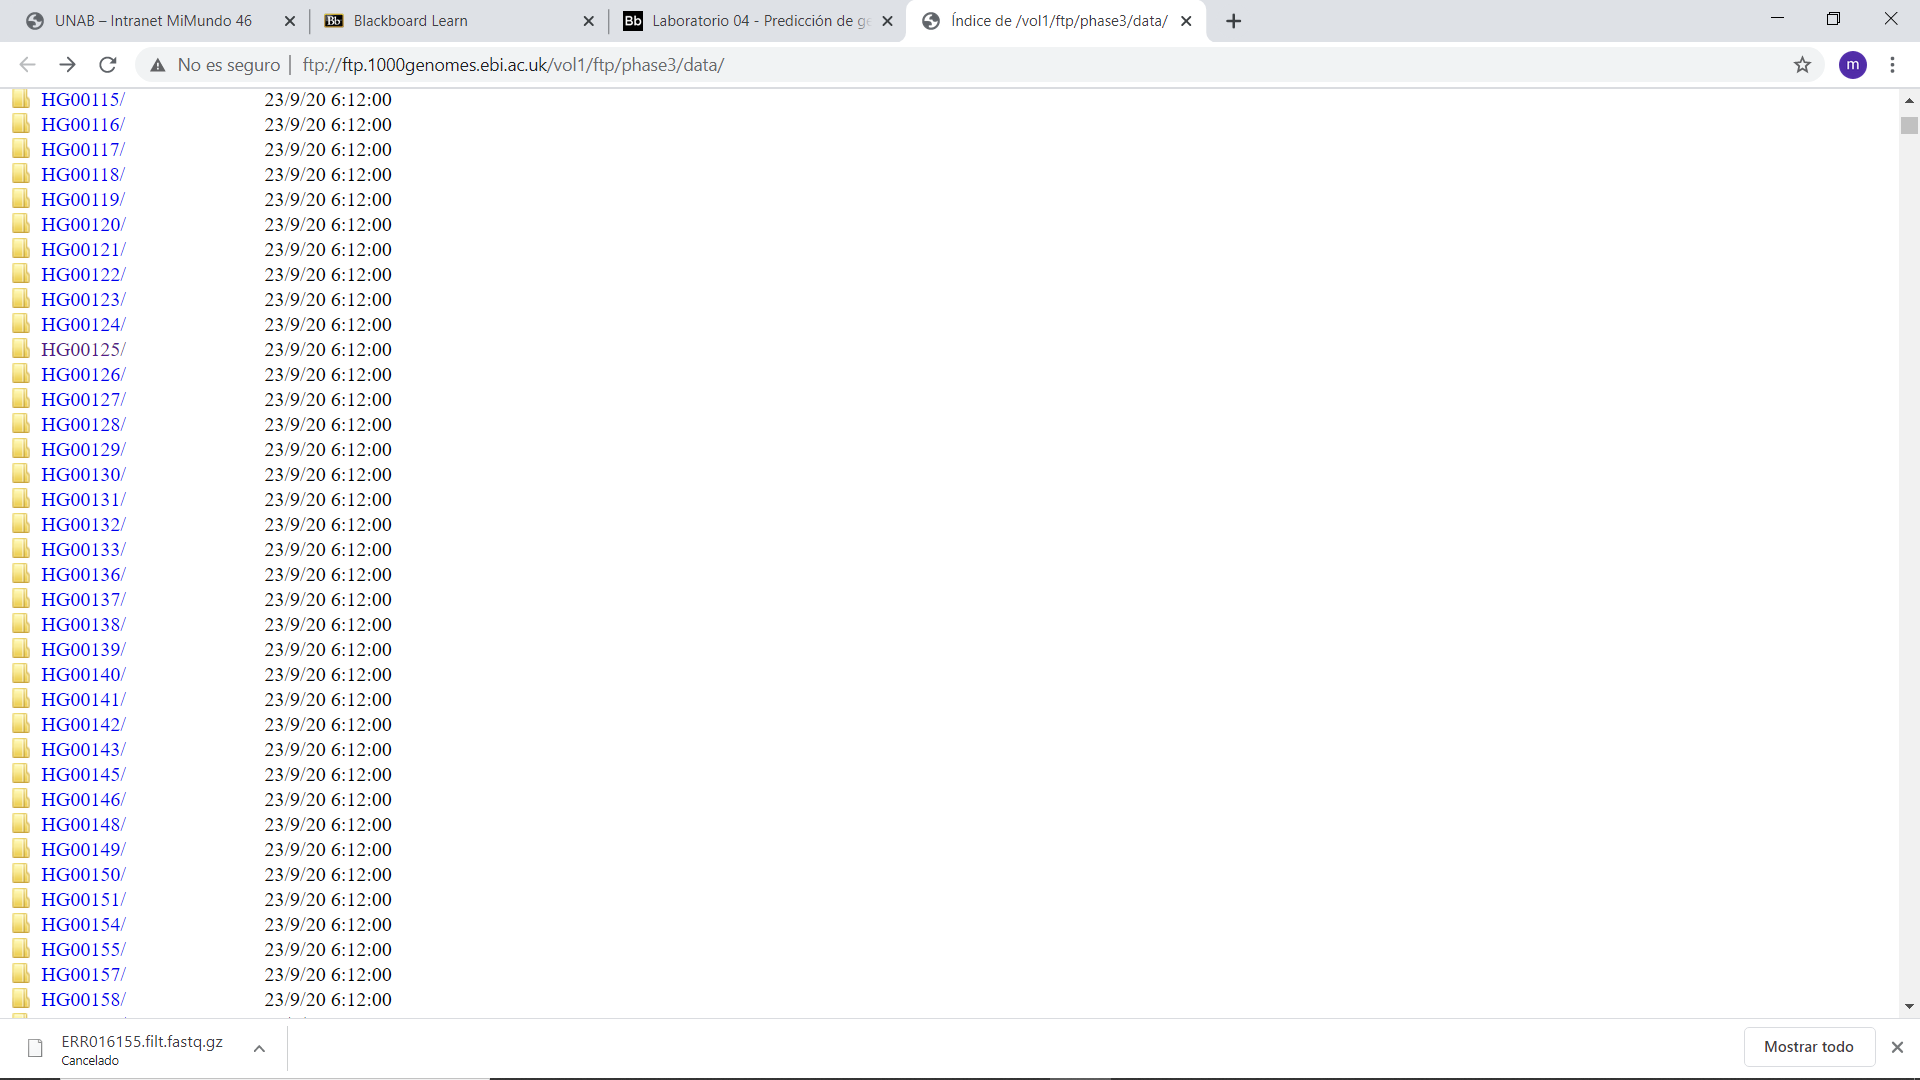 UNAB – Intranet MiMundo 46
Blackboard Learn
Laboratorio 04 - Predicción de ge
Índice de /vol1/ftp/phase3/data/
No es seguro
ftp://ftp.1000genomes.ebi.ac.uk/vol1/ftp/phase3/data/
m
HG00115/ 23/9/20 6:12:00
HG00116/ 23/9/20 6:12:00
HG00117/ 23/9/20 6:12:00
HG00118/ 23/9/20 6:12:00
HG00119/ 23/9/20 6:12:00
HG00120/ 23/9/20 6:12:00
HG00121/ 23/9/20 6:12:00
HG00122/ 23/9/20 6:12:00
HG00123/ 23/9/20 6:12:00
HG00124/ 23/9/20 6:12:00
HG00125/ 23/9/20 6:12:00
HG00126/ 23/9/20 6:12:00
HG00127/ 23/9/20 6:12:00
HG00128/ 23/9/20 6:12:00
HG00129/ 23/9/20 6:12:00
HG00130/ 23/9/20 6:12:00
HG00131/ 23/9/20 6:12:00
HG00132/ 23/9/20 6:12:00
HG00133/ 23/9/20 6:12:00
HG00136/ 23/9/20 6:12:00
HG00137/ 23/9/20 6:12:00
HG00138/ 23/9/20 6:12:00
HG00139/ 23/9/20 6:12:00
HG00140/ 23/9/20 6:12:00
HG00141/ 23/9/20 6:12:00
HG00142/ 23/9/20 6:12:00
HG00143/ 23/9/20 6:12:00
HG00145/ 23/9/20 6:12:00
HG00146/ 23/9/20 6:12:00
HG00148/ 23/9/20 6:12:00
HG00149/ 23/9/20 6:12:00
HG00150/ 23/9/20 6:12:00
HG00151/ 23/9/20 6:12:00
HG00154/ 23/9/20 6:12:00
HG00155/ 23/9/20 6:12:00
HG00157/ 23/9/20 6:12:00
HG00158/ 23/9/20 6:12:00
ERR016155.filt.fastq.gz
Cancelado
Mostrar todo